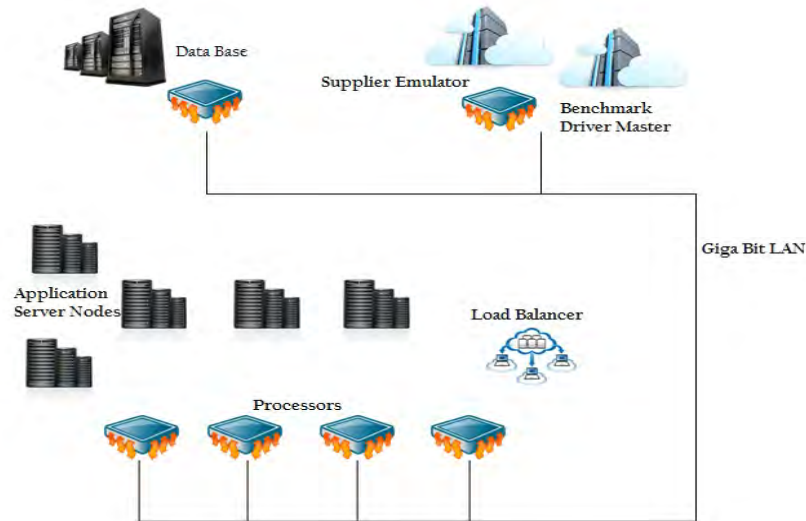 Data Base
Supplier Emulator
Benchmark
Driver Master
Giga Bit LAN
Application
Server Nodes
Load Balancer
Processors